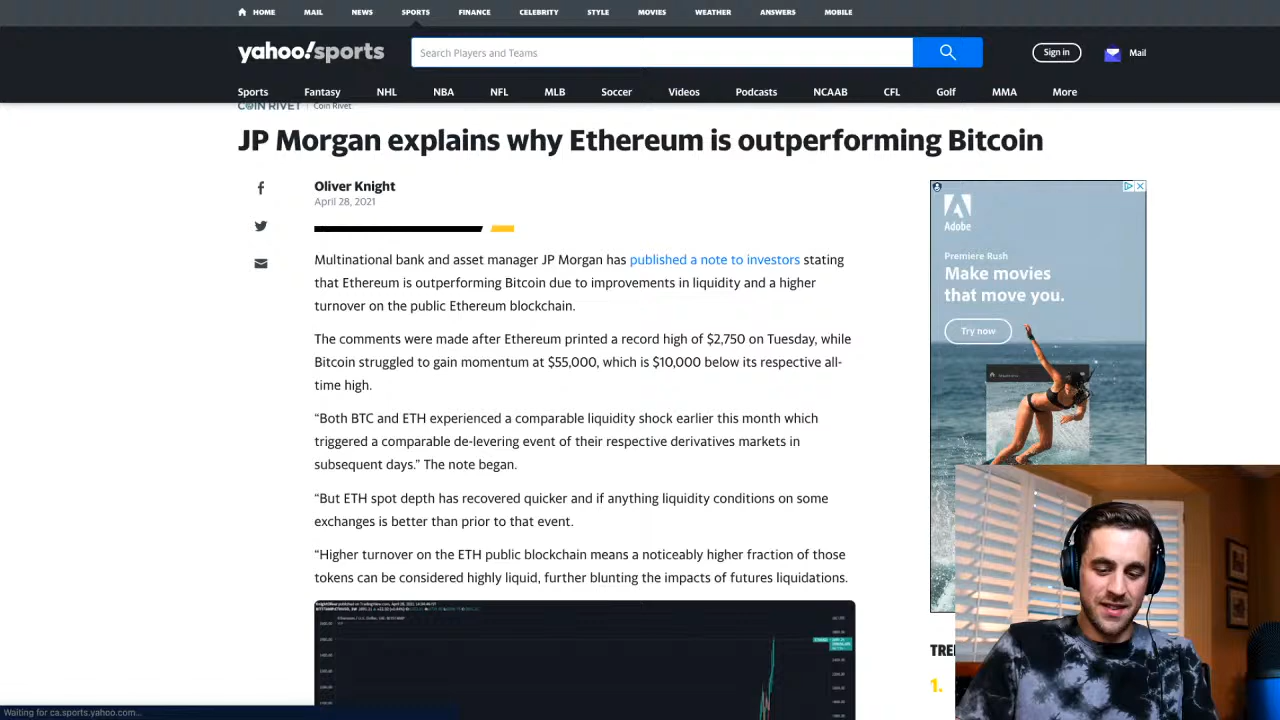 HOME MAIL NEWS SPORTS FINANCE CELEBRITY STYLE MOVIES WEATHER ANSWERS MOBILE
yahoo!sports
Search Players and Teams
Sign in
Mail
Sports Fantasy NHL NBA NFL MLB Soccer Videos Podcasts NCAAB CFL Golf MMA More
COIN RIVET Coin Rivet
JP Morgan explains why Ethereum is outperforming Bitcoin
Oliver Knight
April 28, 2021
Multinational bank and asset manager JP Morgan has published a note to investors stating
that Ethereum is outperforming Bitcoin due to improvements in liquidity and a higher
turnover on the public Ethereum blockchain.
The comments were made after Ethereum printed a record high of $2,750 on Tuesday, while
Bitcoin struggled to gain momentum at $55,000, which is $10,000 below its respective all-
time high.
“Both BTC and ETH experienced a comparable liquidity shock earlier this month which
triggered a comparable de-levering event of their respective derivatives markets in
subsequent days.” The note began.
“But ETH spot depth has recovered quicker and if anything liquidity conditions on some
exchanges is better than prior to that event.
“Higher turnover on the ETH public blockchain means a noticeably higher fraction of those
tokens can be considered highly liquid, further blunting the impacts of futures liquidations.
Adobe
Premiere Rush
Make movies
that move you.
Try now
TRE
1.
Waiting for ca.sports.yahoo.com...